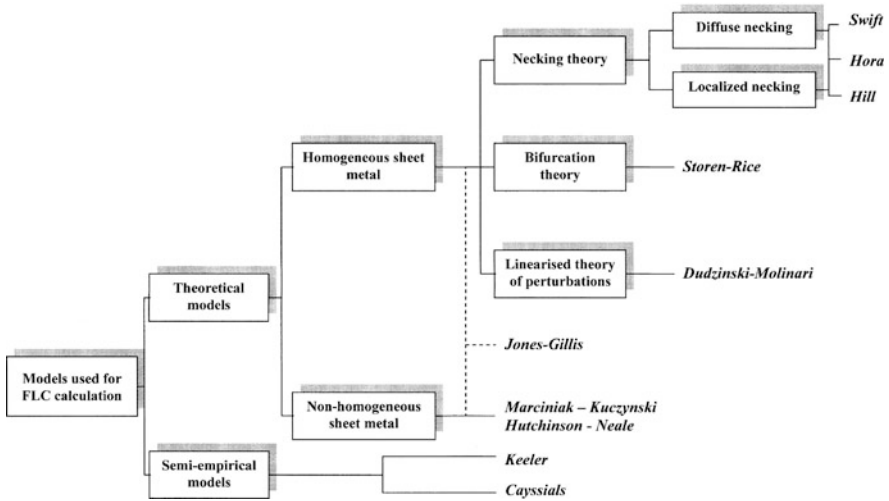 Necking theory
Diffuse necking
Localized necking
Swift
Hora
Hill
Homogeneous sheet
metal
Bifurcation
theory
Storen-Rice
Linearised theory
of perturbations
Dudzinski-Molinari
Theoretical
models
Jones-Gillis
Models used for
FLC calculation
Non-homogeneous
sheet metal
Marciniak – Kuczynski
Hutchinson - Neale
Semi-empirical
models
Keeler
Cayssials